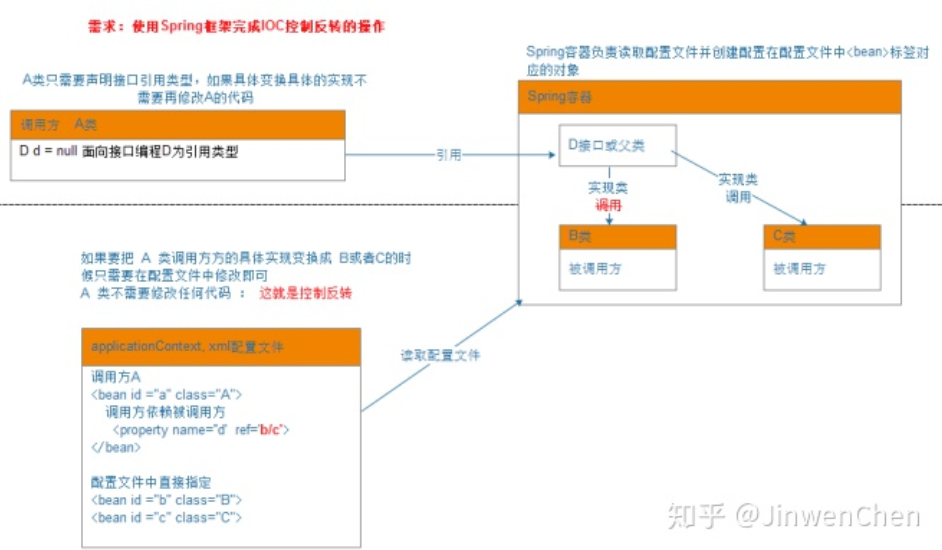 需求：使用Spring框架完成IOC控制反转的操作
A类只需要声明接口引用类型，如果具体变换具体的实现不
需要再修改A的代码
调用方 A类
D d = null 面向接口编程D为引用类型
引用
Spring容器负责读取配置文件并创建配置在配置文件中<bean>标签对
应的对象
Spring容器
D接口或父类
实现类
调用
实现类
调用
B类
被调用方
C类
被调用方
如果要把 A 类调用方方的具体实现变换成 B或者C的时
候只需要在配置文件中修改即可
A 类不需要修改任何代码 ： 这就是控制反转
applicationContext.xml配置文件
调用方A
<bean id ="a" class="A">
调用方依赖被调用方
<property name="d' ref='b/c">
</bean>
配置文件中直接指定
<bean id ="b" class="B">
<bean id ="c" class="C">
读取配置文件
知乎 @JinwenChen